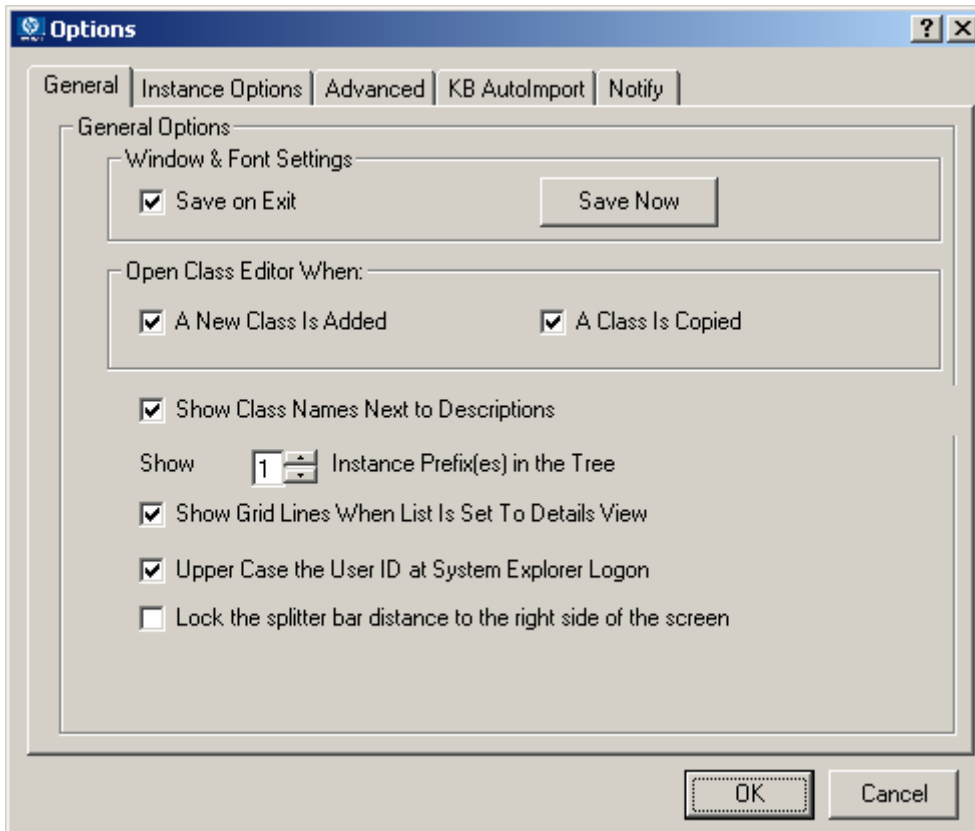 Options
General Instance Options Advanced KB AutoImport Notify
General Options
Window & Font Settings
Save on Exit Save Now
Open Class Editor When:
A New Class Is Added A Class Is Copied
Show Class Names Next to Descriptions
Show 1 Instance Prefix(es) in the Tree
Show Grid Lines When List Is Set To Details View
Upper Case the User ID at System Explorer Logon
Lock the splitter bar distance to the right side of the screen
OK Cancel